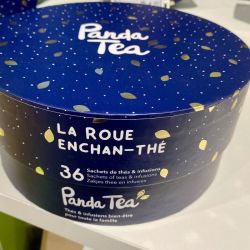 Panda
Tea
LA ROUE
ENCHAN-THÉ
36 Sachets de thés & infusions
Sachets of teas & infusions
Zakjes thee en infusies
Panda Tea
Thés & infusions bien-être
pour toute la famille